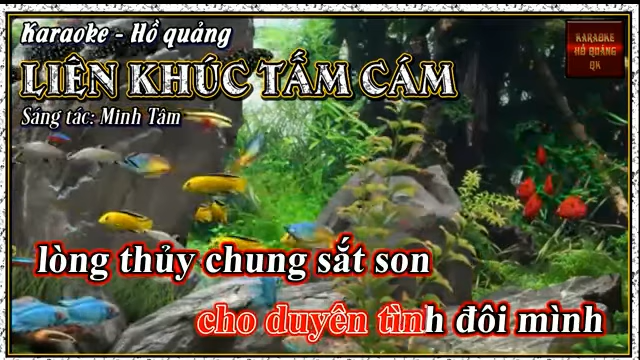 Karaoke - Hồ quảng
LIÊN KHÚC TẤM CÁM
Sáng tác: Minh Tâm
KARAOKE
HỒ QUẢNG
QK
lòng thủy chung sắt son
cho duyên tình đôi mình